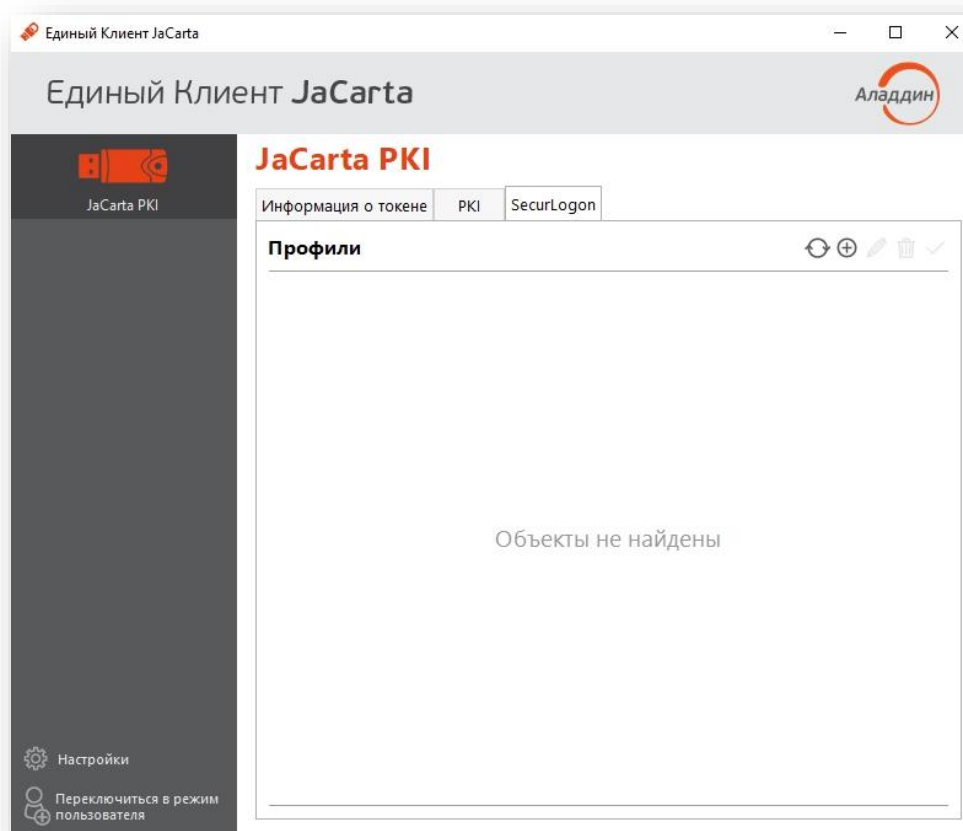 Единый Клиент JaCarta
Единый Клиент JaCarta
Аладдин
JaCarta PKI
JaCarta PKI
Информация о токене
PKI
SecurLogon
Профили
Объекты не найдены
Настройки
Переключиться в режим
пользователя